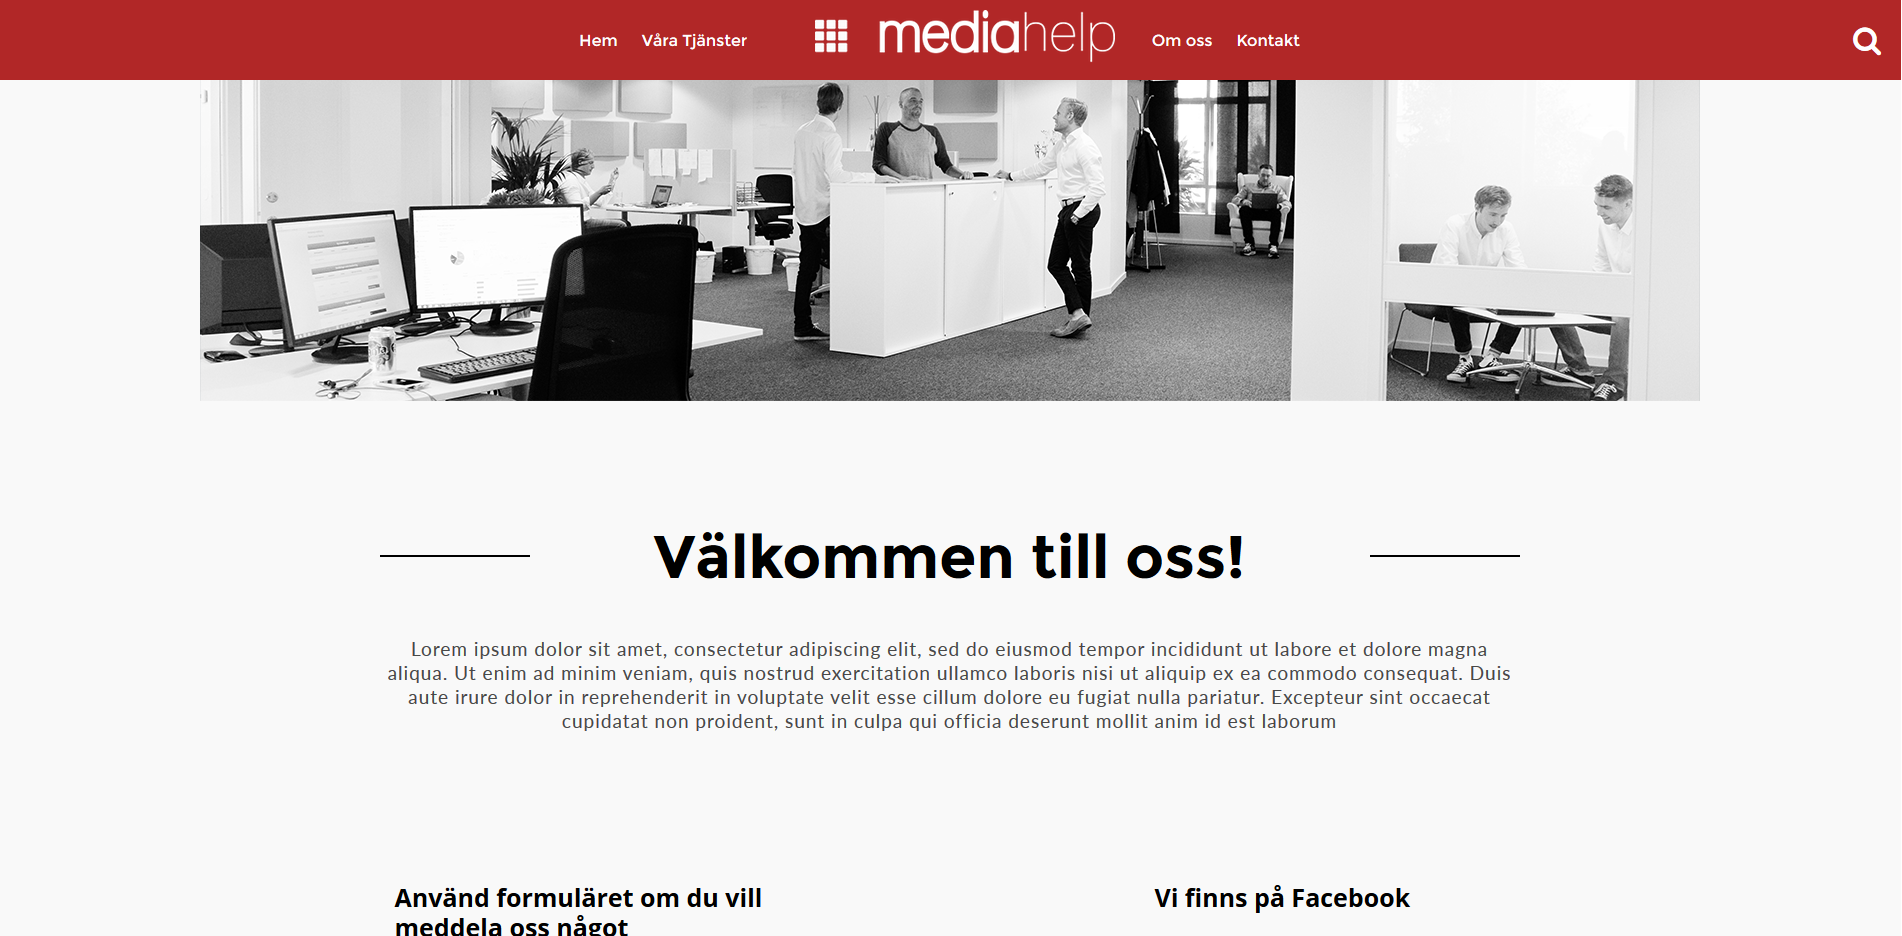 Hem Våra Tjänster mediahelp Om oss Kontakt
Välkommen till oss!
Lorem ipsum dolor sit amet, consectetur adipiscing elit, sed do eiusmod tempor incididunt ut labore et dolore magna
aliqua. Ut enim ad minim veniam, quis nostrud exercitation ullamco laboris nisi ut aliquip ex ea commodo consequat. Duis
aute irure dolor in reprehenderit in voluptate velit esse cillum dolore eu fugiat nulla pariatur. Excepteur sint occaecat
cupidatat non proident, sunt in culpa qui officia deserunt mollit anim id est laborum
Använd formuläret om du vill
meddela oss något
Vi finns på Facebook